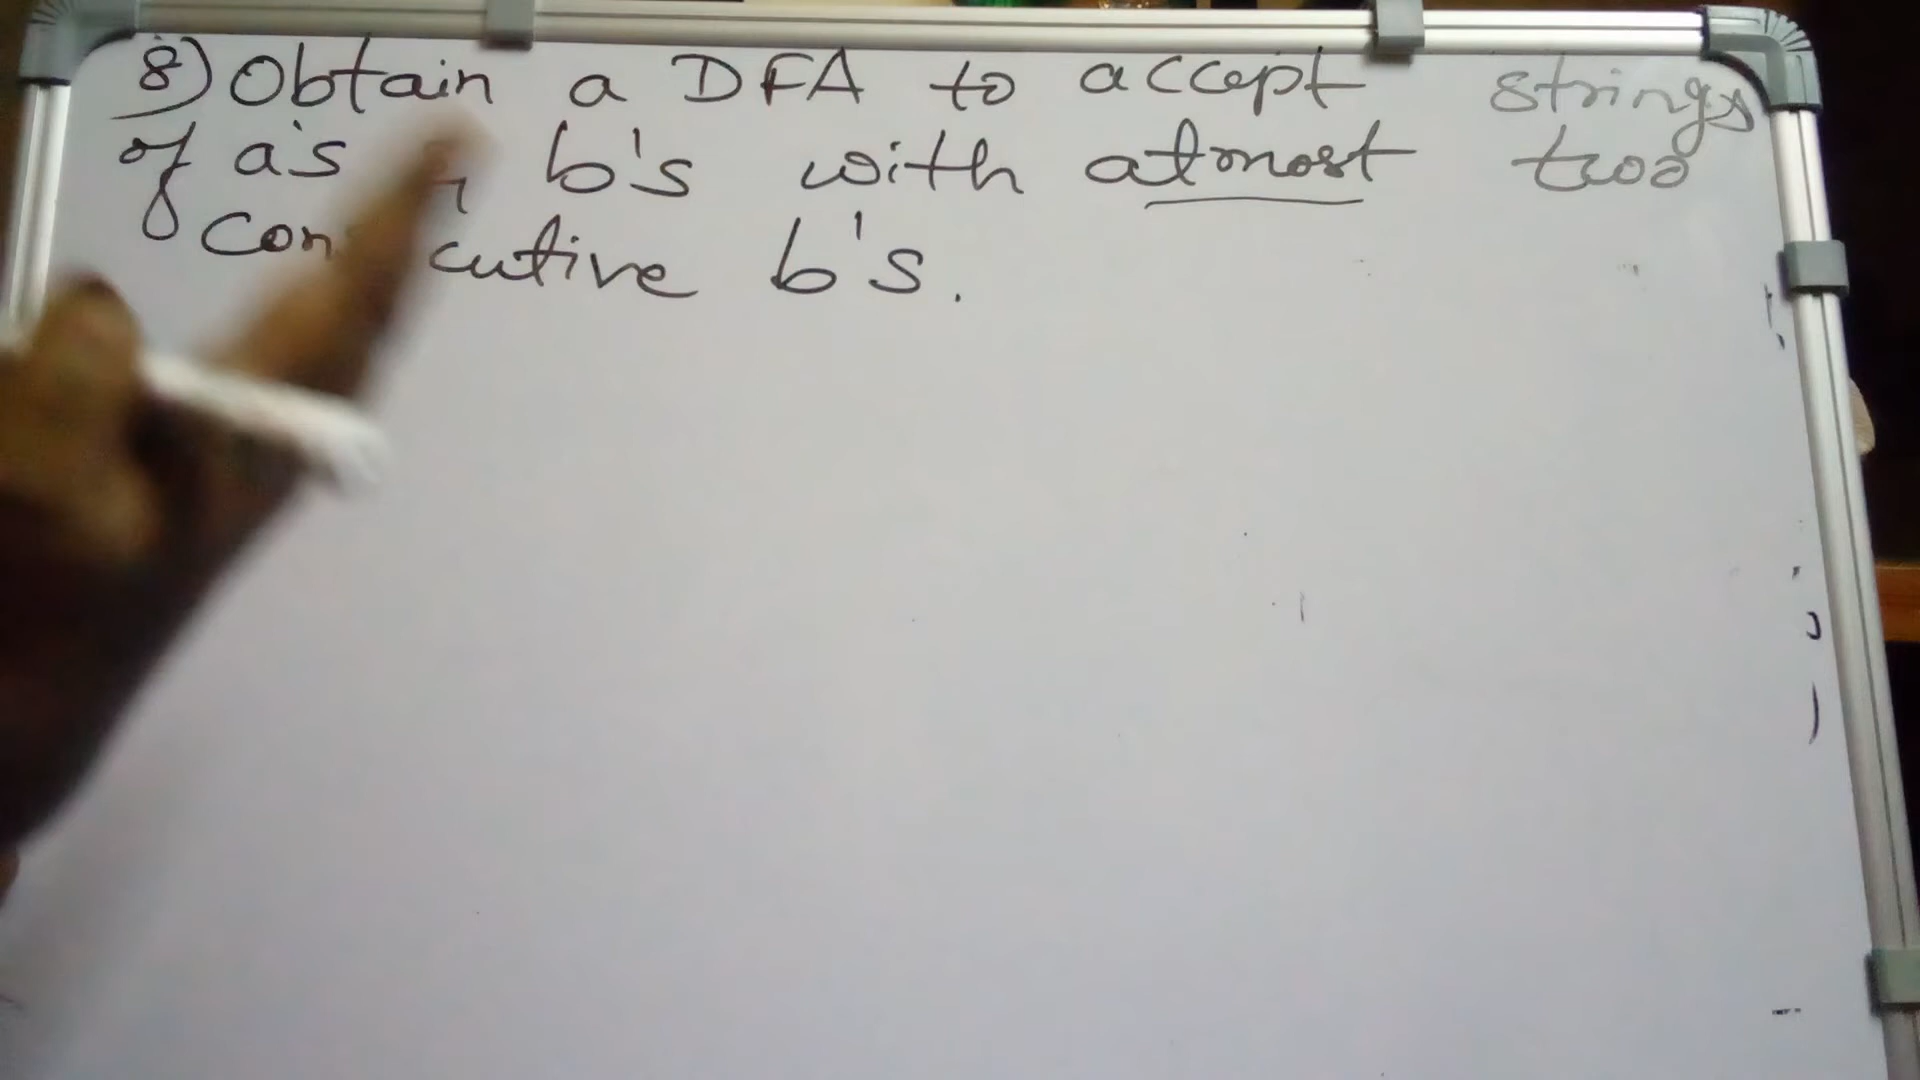 8) Obtain a DFA to accept strings
of a's , b's with atmost two
cutive b's.